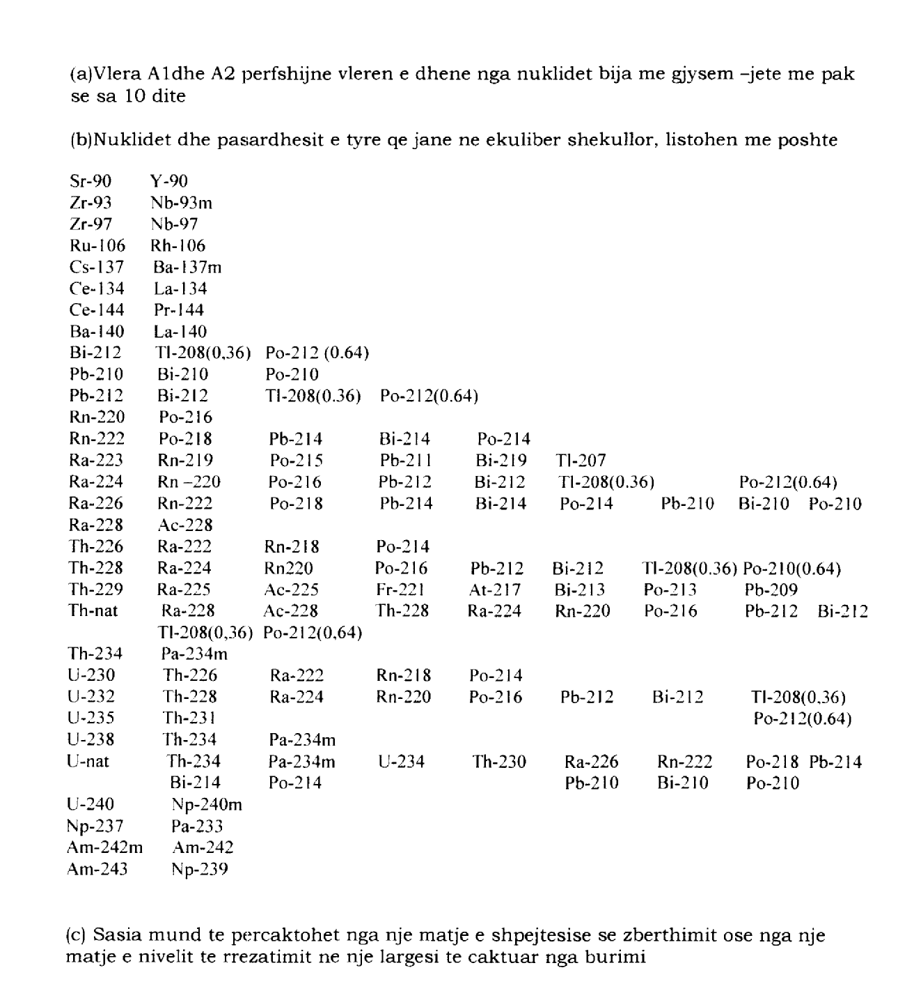 (a)Vlera A1dhe A2 perfshijne vleren e dhene nga nuklidet bija me gjysem –jete me pak
se sa 10 dite
(b)Nuklidet dhe pasardhesit e tyre qe jane ne ekuliber shekullor, listohen me poshte
Sr-90 Y-90
Zr-93 Nb-93m
Zr-97 Nb-97
Ru-106 Rh-106
Cs-137 Ba-137m
Ce-134 La-134
Ce-144 Pr-144
Ba-140 La-140
Bi-212 Tl-208(0,36) Po-212 (0.64)
Pb-210 Bi-210 Po-210
Pb-212 Bi-212 Tl-208(0.36) Po-212(0.64)
Rn-220 Po-216
Rn-222 Po-218 Pb-214 Bi-214 Po-214
Ra-223 Rn-219 Po-215 Pb-211 Bi-219 Tl-207
Ra-224 Rn –220 Po-216 Pb-212 Bi-212 Tl-208(0.36) Po-212(0.64)
Ra-226 Rn-222 Po-218 Pb-214 Bi-214 Po-214 Pb-210 Bi-210 Po-210
Ra-228 Ac-228
Th-226 Ra-222 Rn-218 Po-214
Th-228 Ra-224 Rn220 Po-216 Pb-212 Bi-212 Tl-208(0.36) Po-210(0.64)
Th-229 Ra-225 Ac-225 Fr-221 At-217 Bi-213 Po-213 Pb-209
Th-nat Ra-228 Ac-228 Th-228 Ra-224 Rn-220 Po-216 Pb-212 Bi-212
Tl-208(0,36) Po-212(0,64)
Th-234 Pa-234m
U-230 Th-226 Ra-222 Rn-218 Po-214
U-232 Th-228 Ra-224 Rn-220 Po-216 Pb-212 Bi-212 Tl-208(0,36)
U-235 Th-231 Po-212(0.64)
U-238 Th-234 Pa-234m
U-nat Th-234 Pa-234m U-234 Th-230 Ra-226 Rn-222 Po-218 Pb-214
Bi-214 Po-214 Pb-210 Bi-210 Po-210
U-240 Np-240m
Np-237 Pa-233
Am-242m Am-242
Am-243 Np-239
(c) Sasia mund te percaktohet nga nje matje e shpejtesise se zberthimit ose nga nje
matje e nivelit te rrezatimit ne nje largesi te caktuar nga burimi